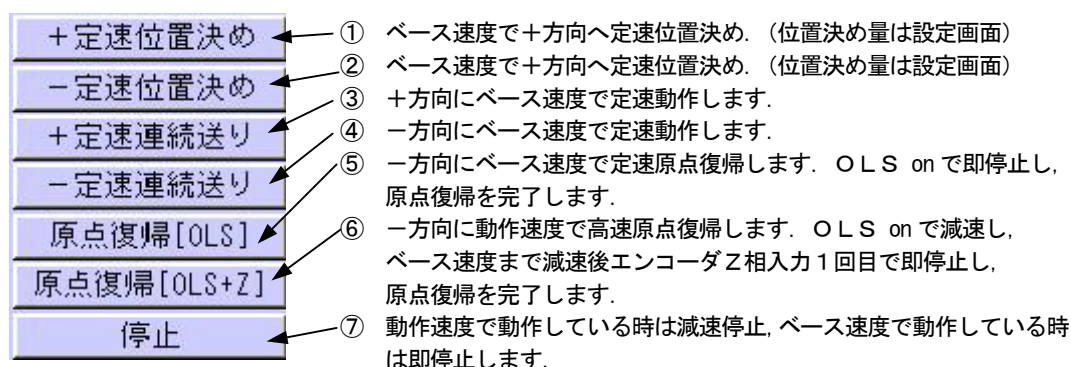 +定速位置決め
① ベース速度で＋方向へ定速位置決め. (位置決め量は設定画面)
－定速位置決め
② ベース速度で＋方向へ定速位置決め. (位置決め量は設定画面)
+定速連続送り
③ ＋方向にベース速度で定速動作します.
－定速連続送り
④ －方向にベース速度で定速動作します.
原点復帰[OLS]
⑤ －方向にベース速度で定速原点復帰します. ＯＬＳ on で即停止し,
原点復帰を完了します.
原点復帰[OLS+Z]
⑥ －方向に動作速度で高速原点復帰します. ＯＬＳ on で減速し,
ベース速度まで減速後エンコーダＺ相入力１回目で即停止し,
原点復帰を完了します.
停止
⑦ 動作速度で動作している時は減速停止, ベース速度で動作している時
は即停止します.